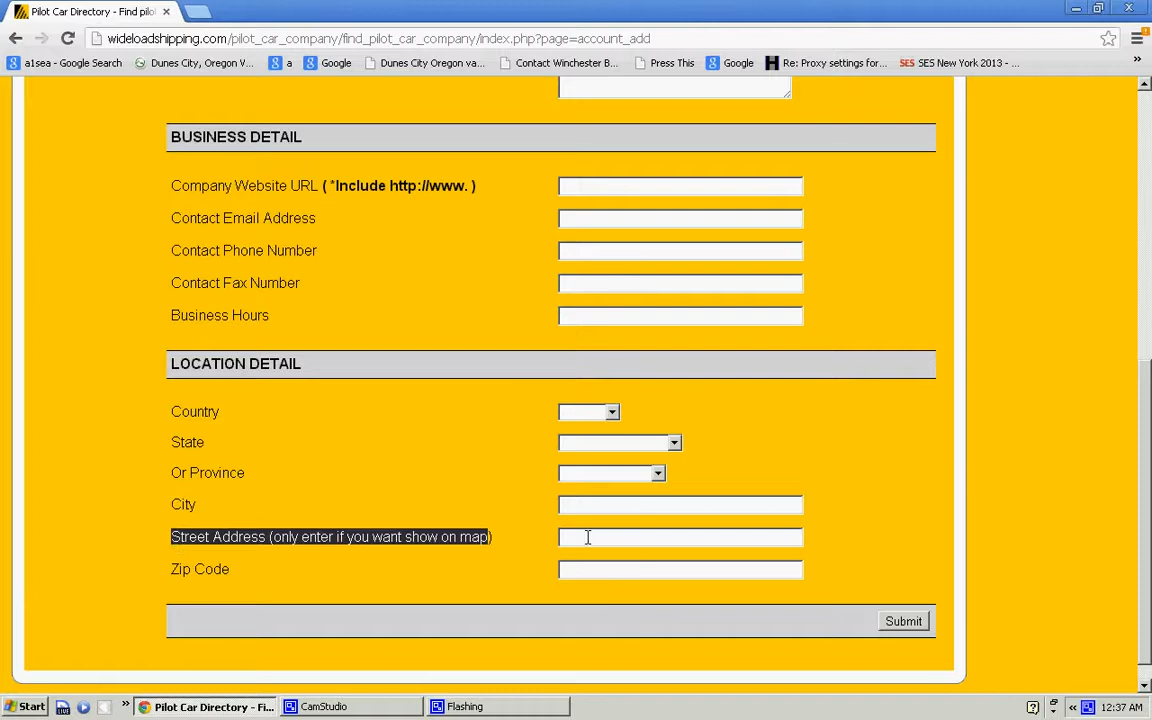 Pilot Car Directory - Find pilo
wideloadshipping.com/pilot_car_company/find_pilot_car_company/index.php?page=account_add
a1sea - Google Search
Dunes City, Oregon V...
a
Google
Dunes City Oregon va...
Contact Winchester B...
Press This
Google
Re: Proxy settings for...
SES New York 2013 - ...
BUSINESS DETAIL
Company Website URL ( *Include http://www. )
Contact Email Address
Contact Phone Number
Contact Fax Number
Business Hours
LOCATION DETAIL
Country
State
Or Province
City
Street Address (only enter if you want show on map)
Zip Code
Submit
Start
Pilot Car Directory - Fi...
CamStudio
Flashing
12:37 AM